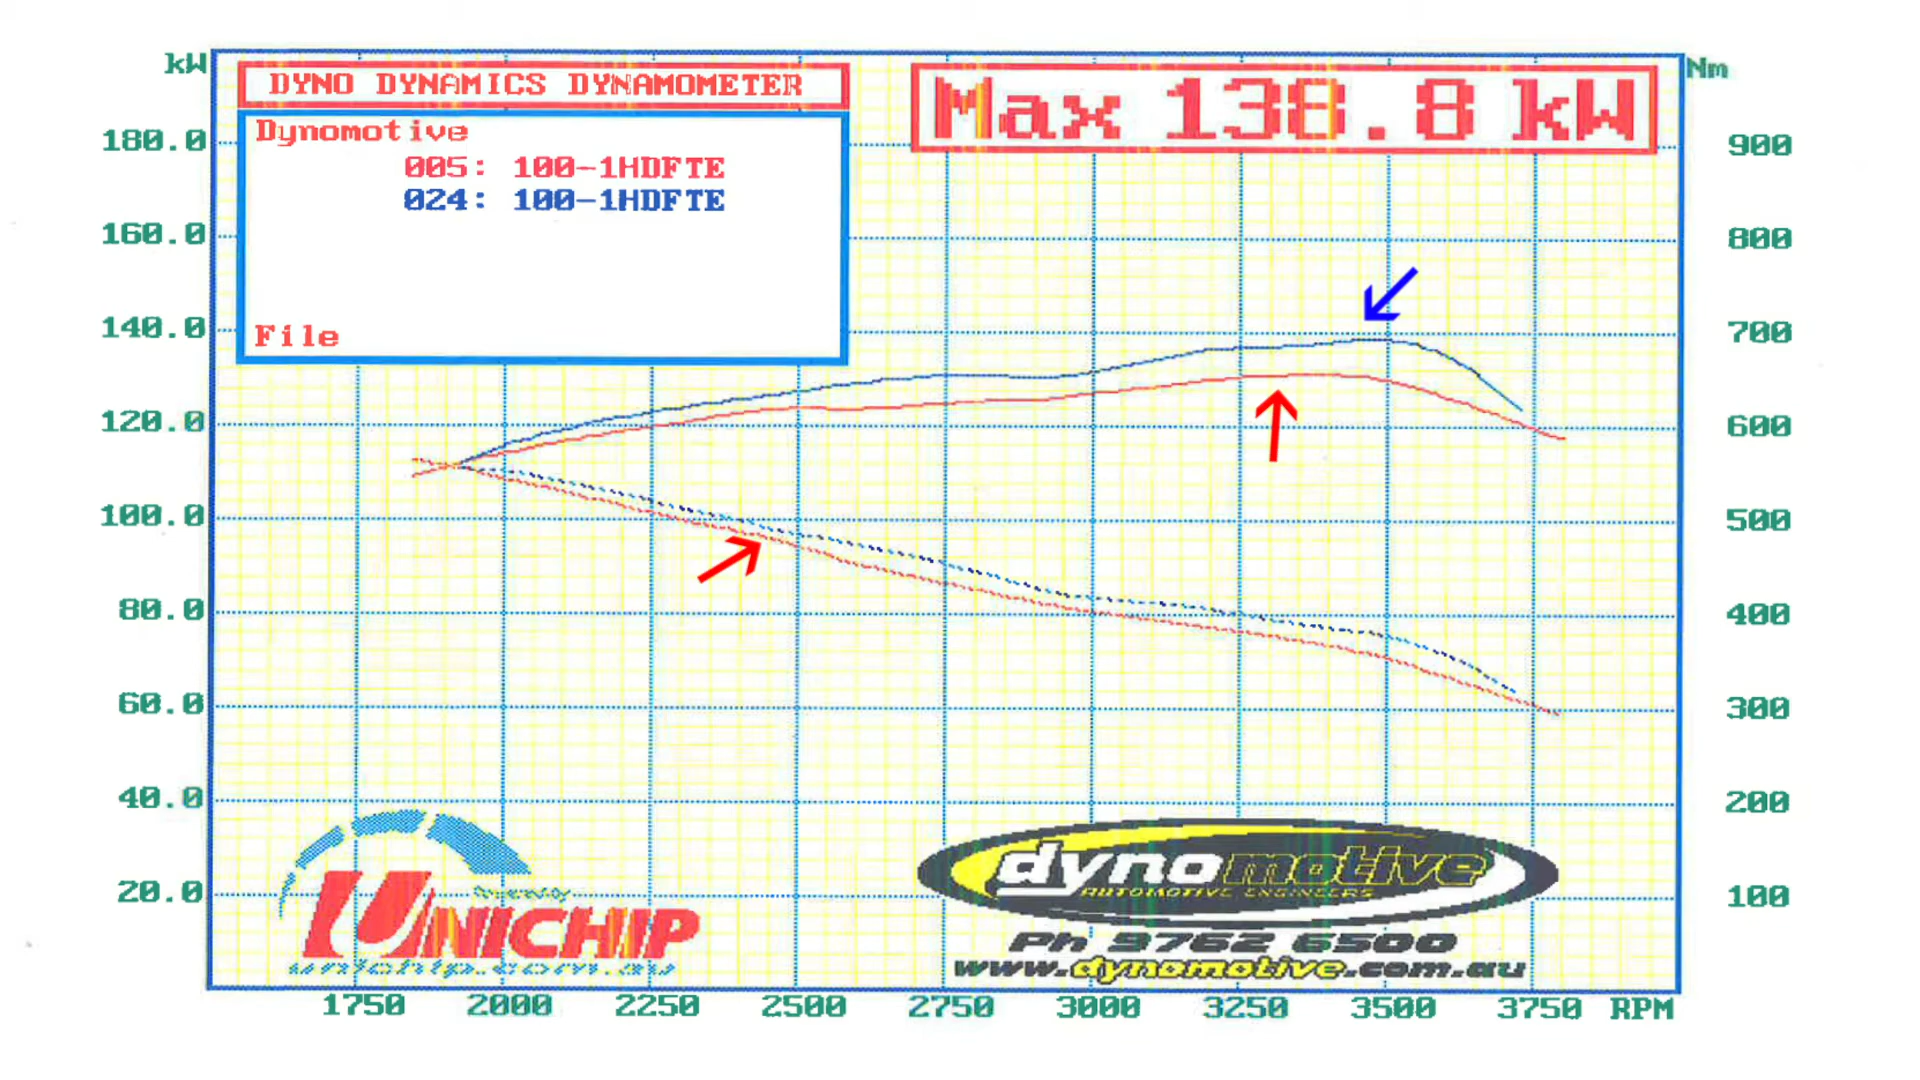 kW
Nm
DYNO DYNAMICS DYNAMOMETER
Max 138.8 kW
Dynomotive
005: 100-1HDFTE
024: 100-1HDFTE
File
180.0
160.0
140.0
120.0
100.0
80.0
60.0
40.0
20.0
900
800
700
600
500
400
300
200
100
Powered by
UNICHIP
unichip.com.au
dynomotive
AUTOMOTIVE ENGINEERS
Ph 9762 6500
www.dynomotive.com.au
1750 2000 2250 2500 2750 3000 3250 3500 3750 RPM